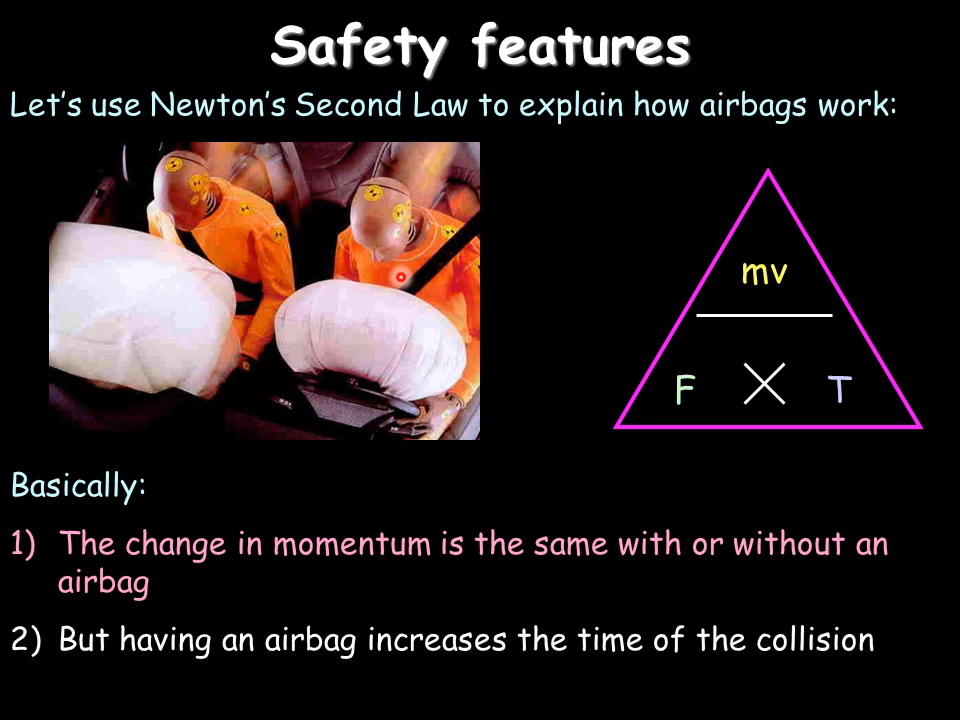 Safety features
Let’s use Newton’s Second Law to explain how airbags work:
mv
F X T
Basically:
1) The change in momentum is the same with or without an
airbag
2) But having an airbag increases the time of the collision